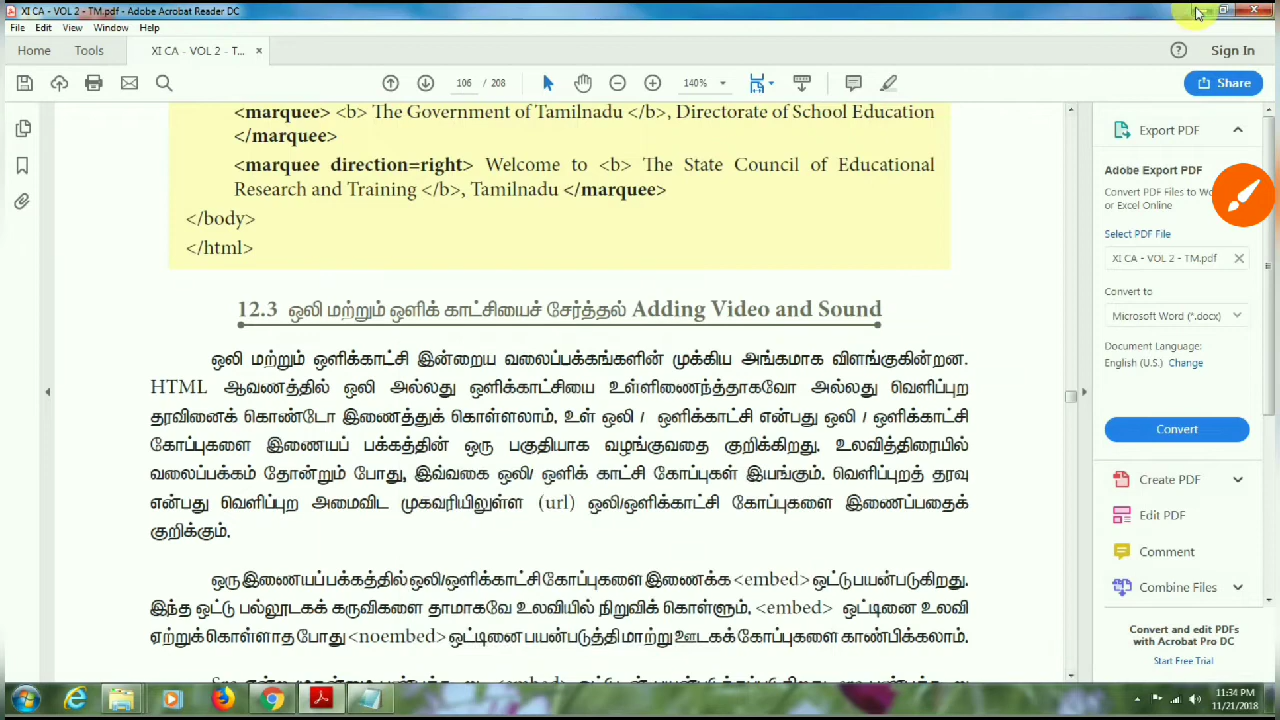 XI CA - VOL 2 - TM.pdf - Adobe Acrobat Reader DC
File Edit View Window Help
Home Tools XI CA - VOL 2 - T... × Sign In
106 / 208 140% Share
<marquee> <b> The Government of Tamilnadu </b>, Directorate of School Education
</marquee>
<marquee direction=right> Welcome to <b> The State Council of Educational
Research and Training </b>, Tamilnadu </marquee>
</body>
</html>
12.3 ஒலி மற்றும் ஒளிக் காட்சியைச் சேர்த்தல் Adding Video and Sound
ஒலி மற்றும் ஒளிக்காட்சி இன்றைய வலைப்பக்கங்களின் முக்கிய அங்கமாக விளங்குகின்றன.
HTML ஆவணத்தில் ஒலி அல்லது ஒளிக்காட்சியை உள்ளிணைந்த்தாகவோ அல்லது வெளிப்புற
தரவினைக் கொண்டோ இணைத்துக் கொள்ளலாம். உள் ஒலி / ஒளிக்காட்சி என்பது ஒலி / ஒளிக்காட்சி
கோப்புகளை இணையப் பக்கத்தின் ஒரு பகுதியாக வழங்குவதை குறிக்கிறது. உலவித்திரையில்
வலைப்பக்கம் தோன்றும் போது, இவ்வகை ஒலி/ ஒளிக் காட்சி கோப்புகள் இயங்கும். வெளிப்புறத் தரவு
என்பது வெளிப்புற அமைவிட முகவரியிலுள்ள (url) ஒலி/ஒளிக்காட்சி கோப்புகளை இணைப்பதைக்
குறிக்கும்.
ஒரு இணையப் பக்கத்தில் ஒலி/ஒளிக்காட்சி கோப்புகளை இணைக்க <embed> ஒட்டு பயன்படுகிறது.
இந்த ஒட்டு பல்லூடகக் கருவிகளை தாமாகவே உலவியில் நிறுவிக் கொள்ளும். <embed> ஒட்டினை உலவி
ஏற்றுக் கொள்ளாத போது <noembed> ஒட்டினை பயன்படுத்தி மாற்று ஊடகக் கோப்புகளை காண்பிக்கலாம்.
Export PDF
Adobe Export PDF
Convert PDF Files to
or Excel Online
Select PDF File
XI CA - VOL 2 - TM.pdf
Convert to
Microsoft Word (*.docx)
Document Language:
English (U.S.) Change
Convert
Create PDF
Edit PDF
Comment
Combine Files
Convert and edit PDFs
with Acrobat Pro DC
Start Free Trial
11:34 PM
11/21/2018